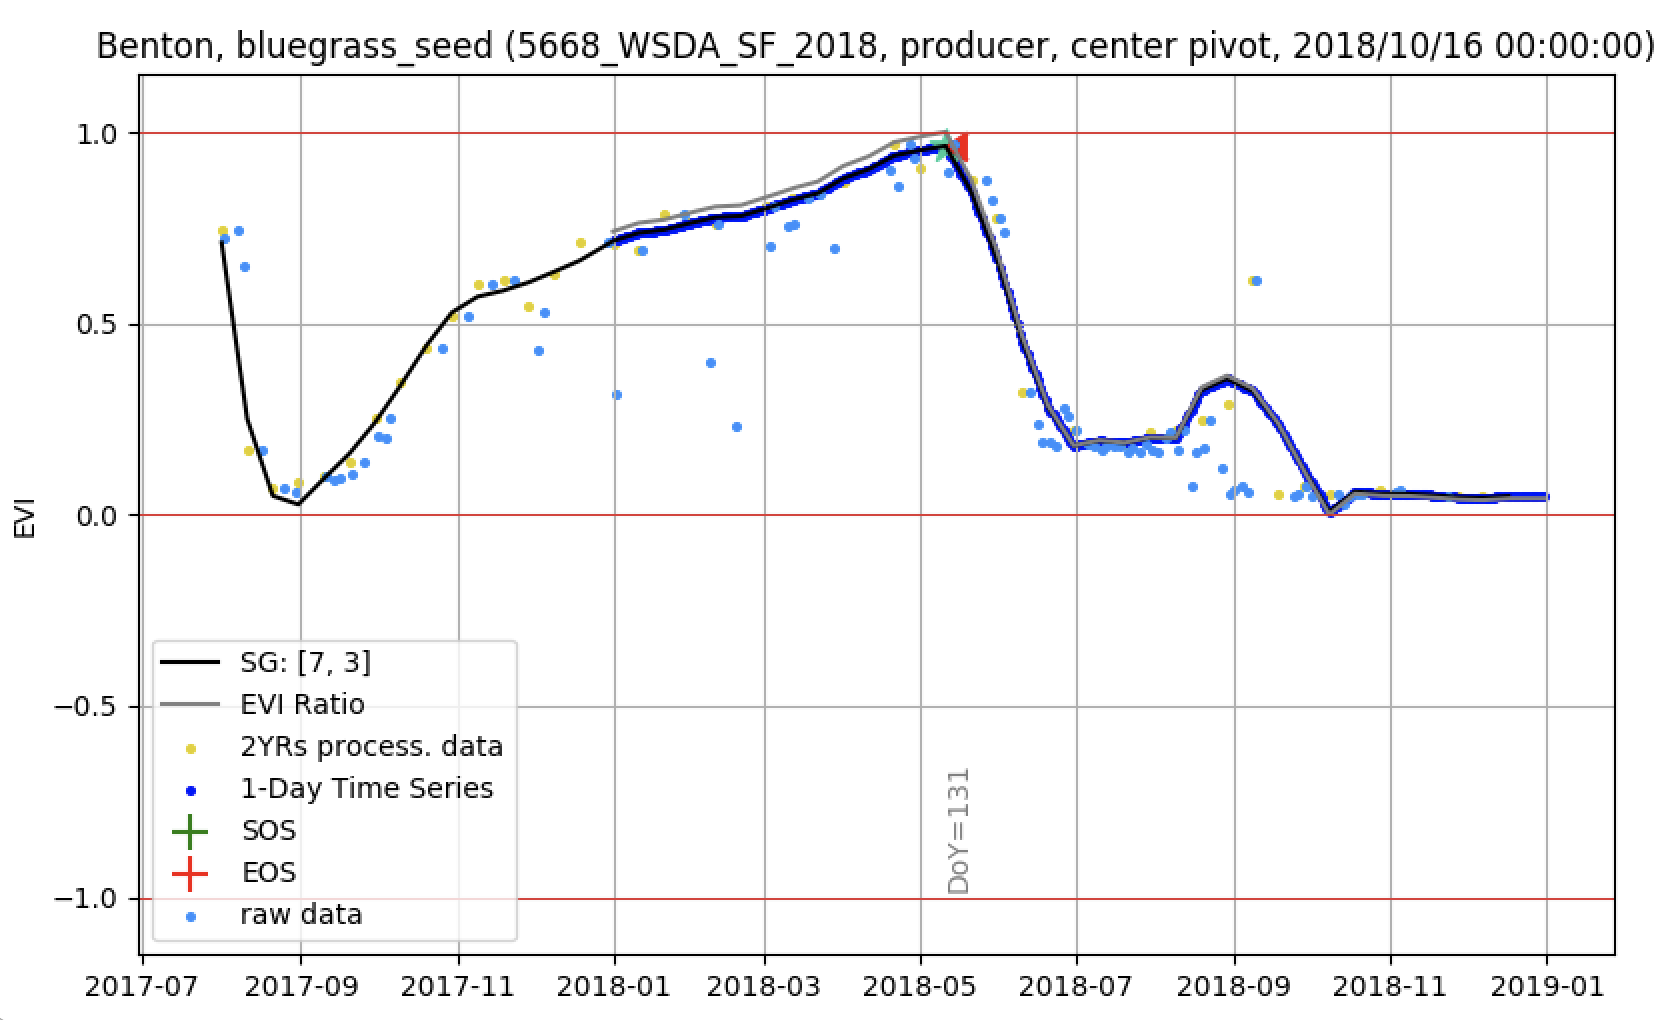 Benton, bluegrass_seed (5668_WSDA_SF_2018, producer, center pivot, 2018/10/16 00:00:00)
1.0
0.5
0.0
−0.5
−1.0
EVI
SG: [7, 3]
EVI Ratio
2YRs process. data
1-Day Time Series
SOS
EOS
raw data
DoY=131
2017-07 2017-09 2017-11 2018-01 2018-03 2018-05 2018-07 2018-09 2018-11 2019-01